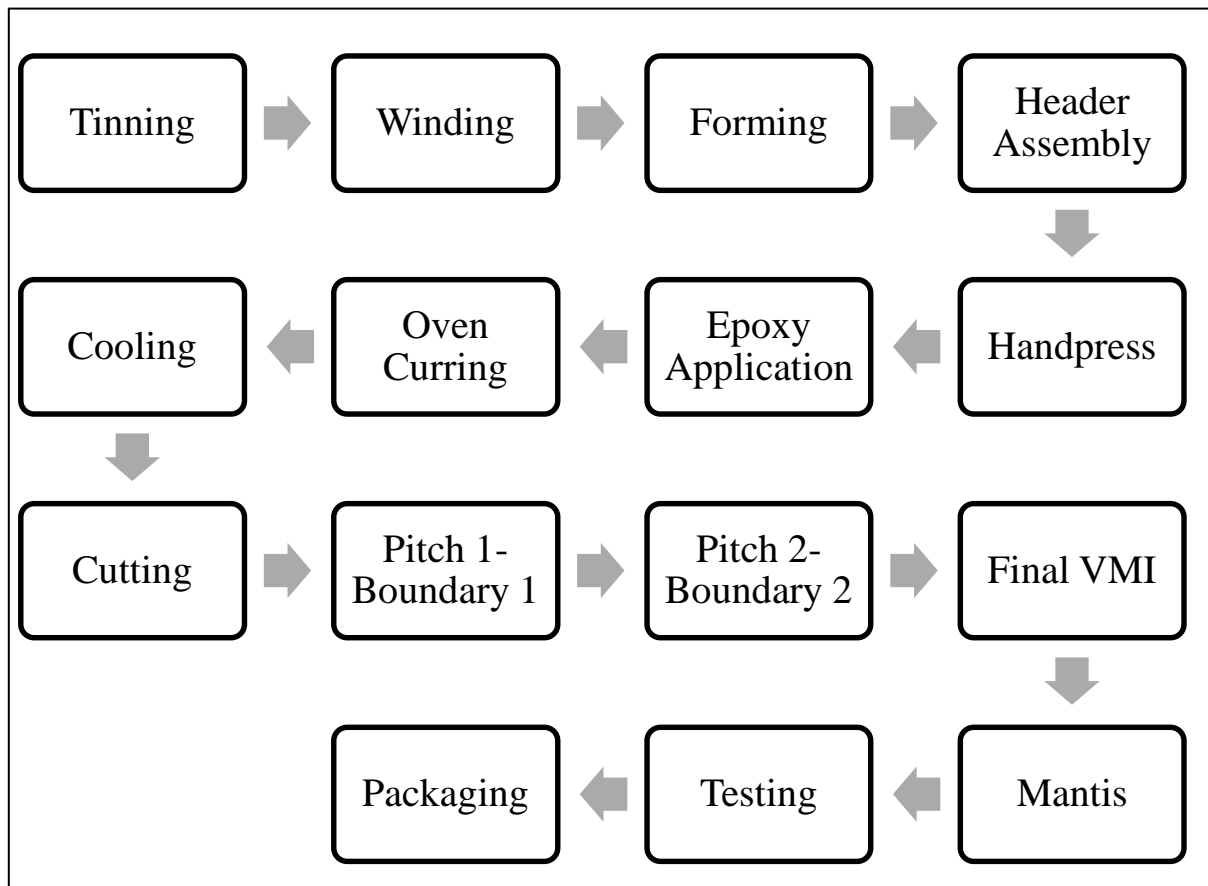 Tinning
Winding
Forming
Header
Assembly
Handpress
Epoxy
Application
Oven
Curring
Cooling
Cutting
Pitch 1-
Boundary 1
Pitch 2-
Boundary 2
Final VMI
Mantis
Testing
Packaging